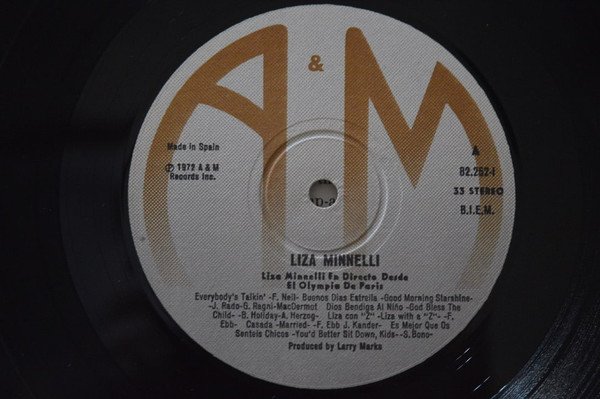 A & M
Made in Spain
A
℗ 1972 A & M
82.262-I
Records Inc.
33 STEREO
B.I.E.M.
LIZA MINNELLI
Liza Minnelli En Directo Desde
El Olympia De Paris
Everybody's Talkin' -F. Neil- Buenos Dias Estrella -Good Morning Starshine-
-J. Rado-G. Ragni-MacDermot Dios Bendiga Al Niño -God Bless The
Child- -B. Holiday-A. Herzog- Liza con "Z" -Liza with a "Z"- -F.
Ebb- Casada -Married- -F. Ebb J. Kander- Es Mejor Que Os
Senteis Chicos -You'd Better Sit Down, Kids--S. Bono-
Produced by Larry Marks